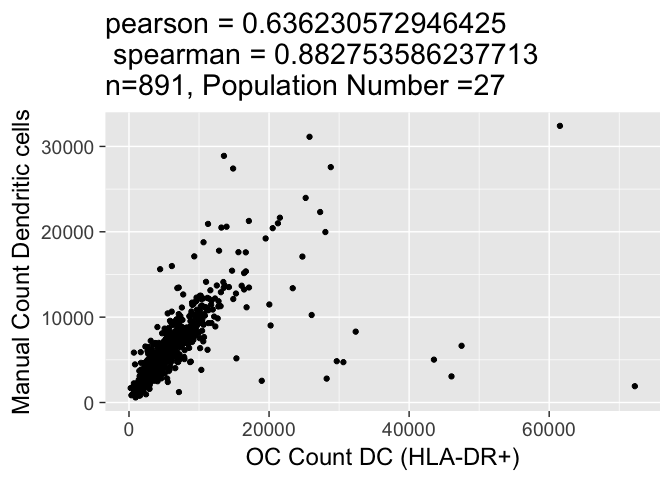 pearson = 0.636230572946425
spearman = 0.882753586237713
n=891, Population Number =27
Manual Count Dendritic cells
30000
20000
10000
0
0
20000
40000
60000
OC Count DC (HLA-DR+)